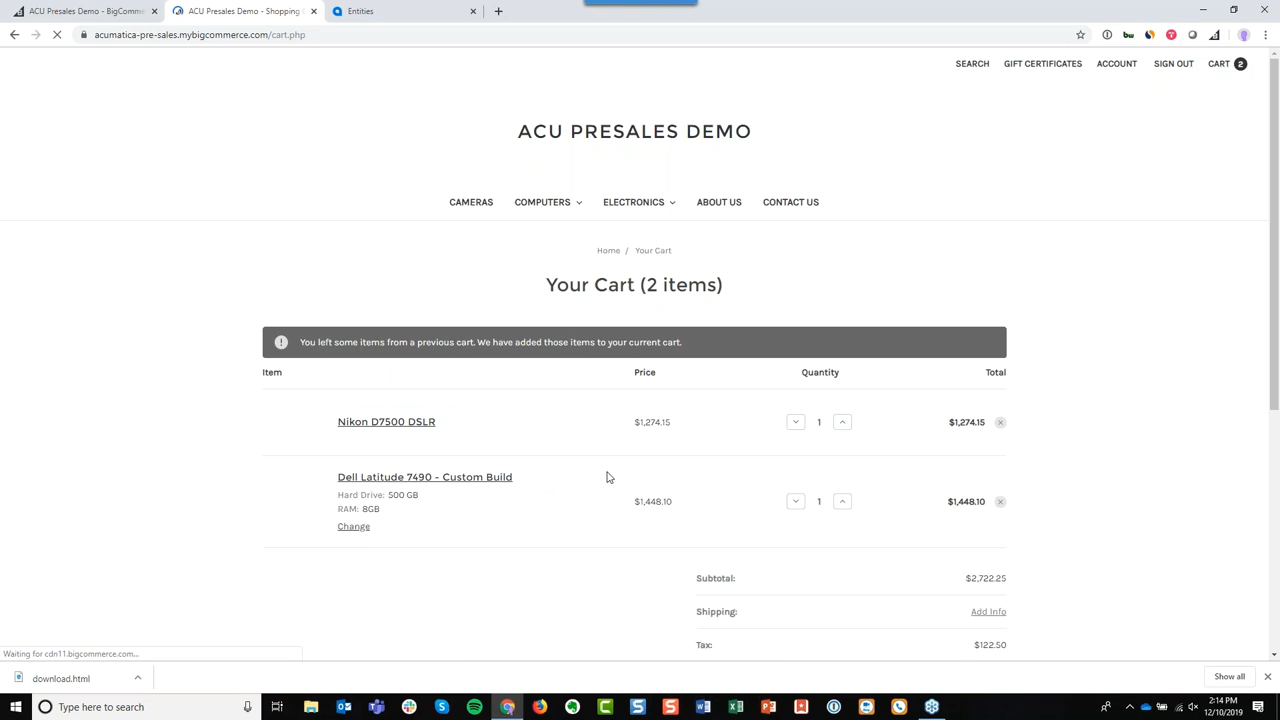 ACU Presales Demo - BigComme
ACU Presales Demo - Shopping
Entities
acumatica-pre-sales.mybigcommerce.com/cart.php
SEARCH GIFT CERTIFICATES ACCOUNT SIGN OUT CART 2
ACU PRESALES DEMO
CAMERAS COMPUTERS ELECTRONICS ABOUT US CONTACT US
Home / Your Cart
Your Cart (2 items)
You left some items from a previous cart. We have added those items to your current cart.
Item Price Quantity Total
Nikon D7500 DSLR $1,274.15 1 $1,274.15
Dell Latitude 7490 - Custom Build
Hard Drive: 500 GB
$1,448.10 1 $1,448.10
RAM: 8GB
Change
Subtotal: $2,722.25
Shipping: Add Info
Tax: $122.50
Waiting for cdn11.bigcommerce.com...
download.html
Show all
Type here to search
2:14 PM
12/10/2019